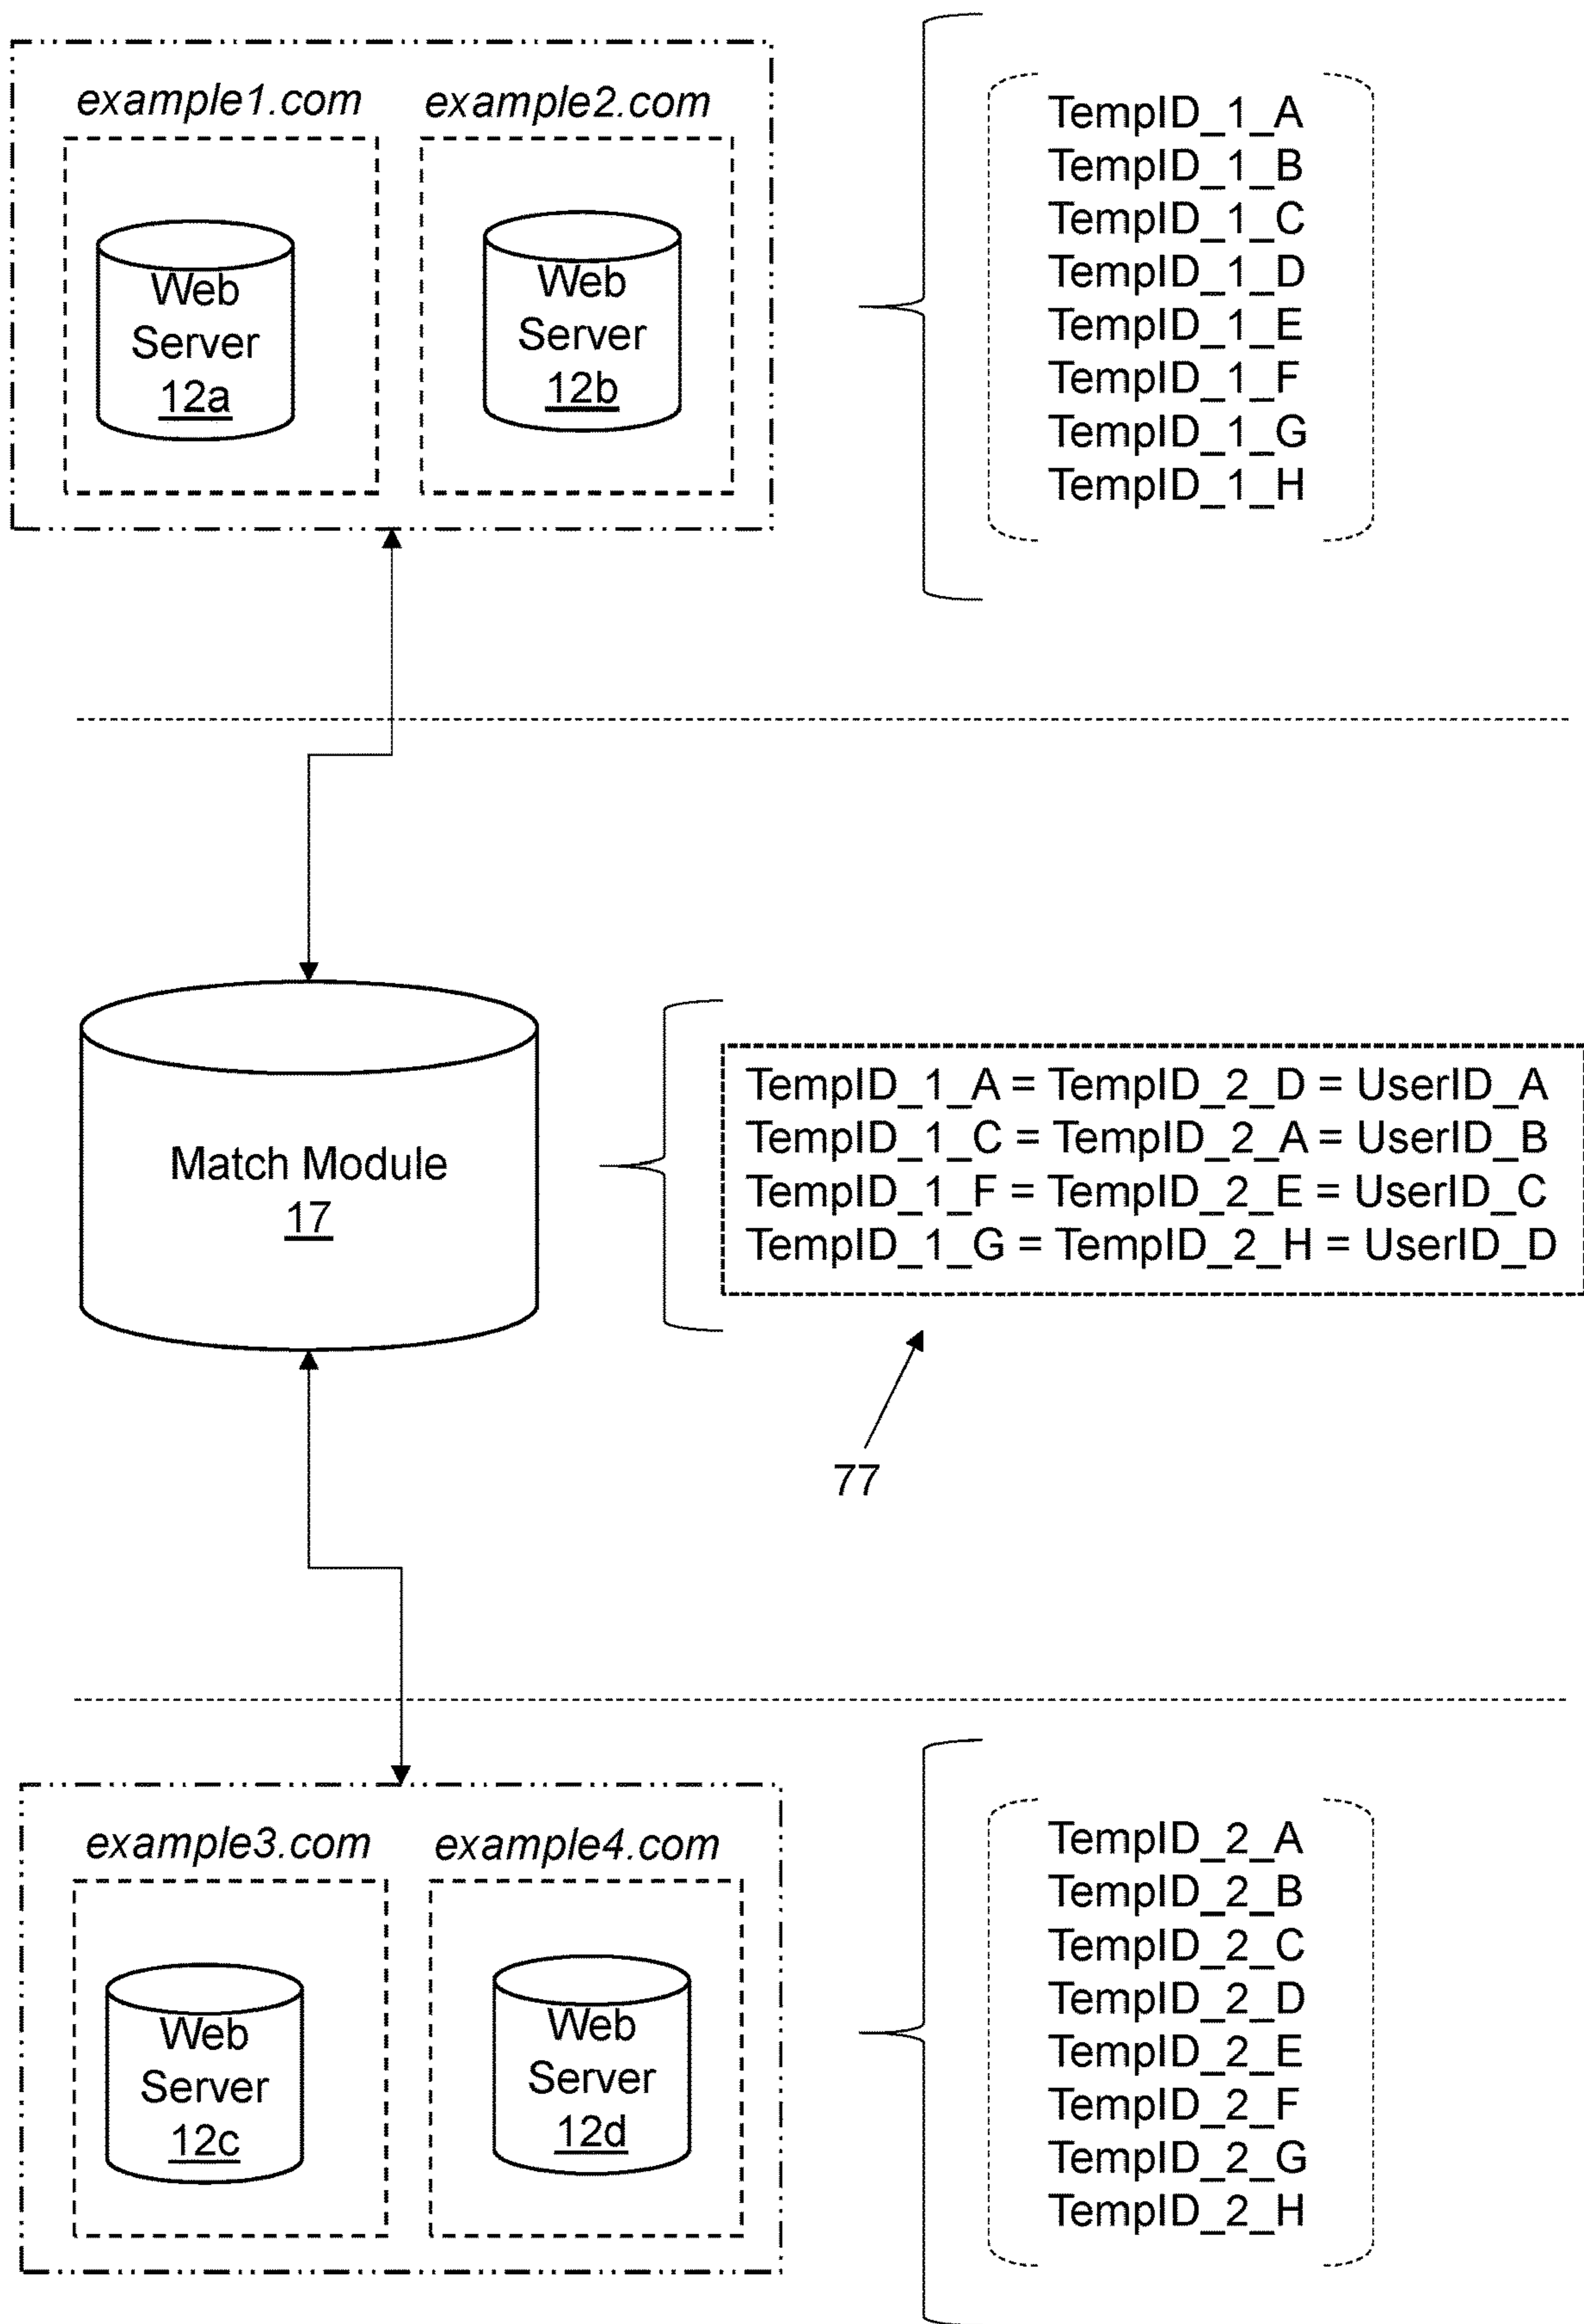 example1.com
example2.com
Web
Server
12a
Web
Server
12b
TempID_1_A
TempID_1_B
TempID_1_C
TempID_1_D
TempID_1_E
TempID_1_F
TempID_1_G
TempID_1_H
Match Module
17
TempID_1_A = TempID_2_D = UserID_A
TempID_1_C = TempID_2_A = UserID_B
TempID_1_F = TempID_2_E = UserID_C
TempID_1_G = TempID_2_H = UserID_D
77
example3.com
example4.com
Web
Server
12c
Web
Server
12d
TempID_2_A
TempID_2_B
TempID_2_C
TempID_2_D
TempID_2_E
TempID_2_F
TempID_2_G
TempID_2_H